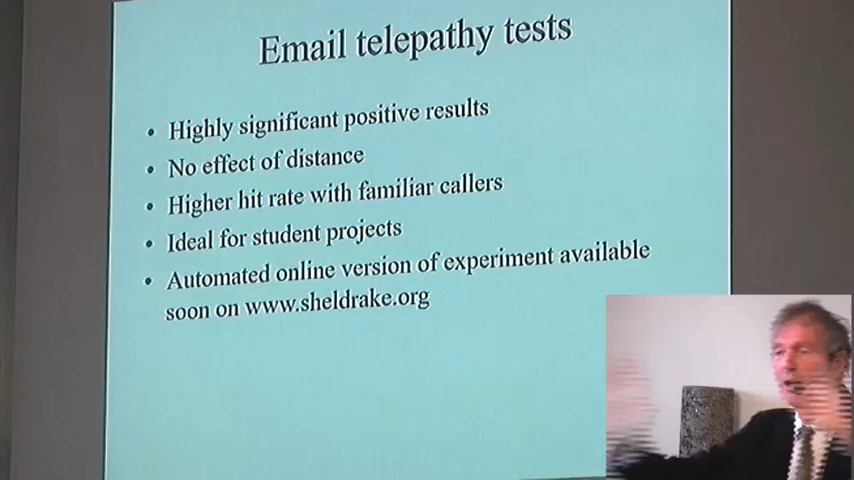 Email telepathy tests
• Highly significant positive results
• No effect of distance
• Higher hit rate with familiar callers
• Ideal for student projects
• Automated online version of experiment available
soon on www.sheldrake.org